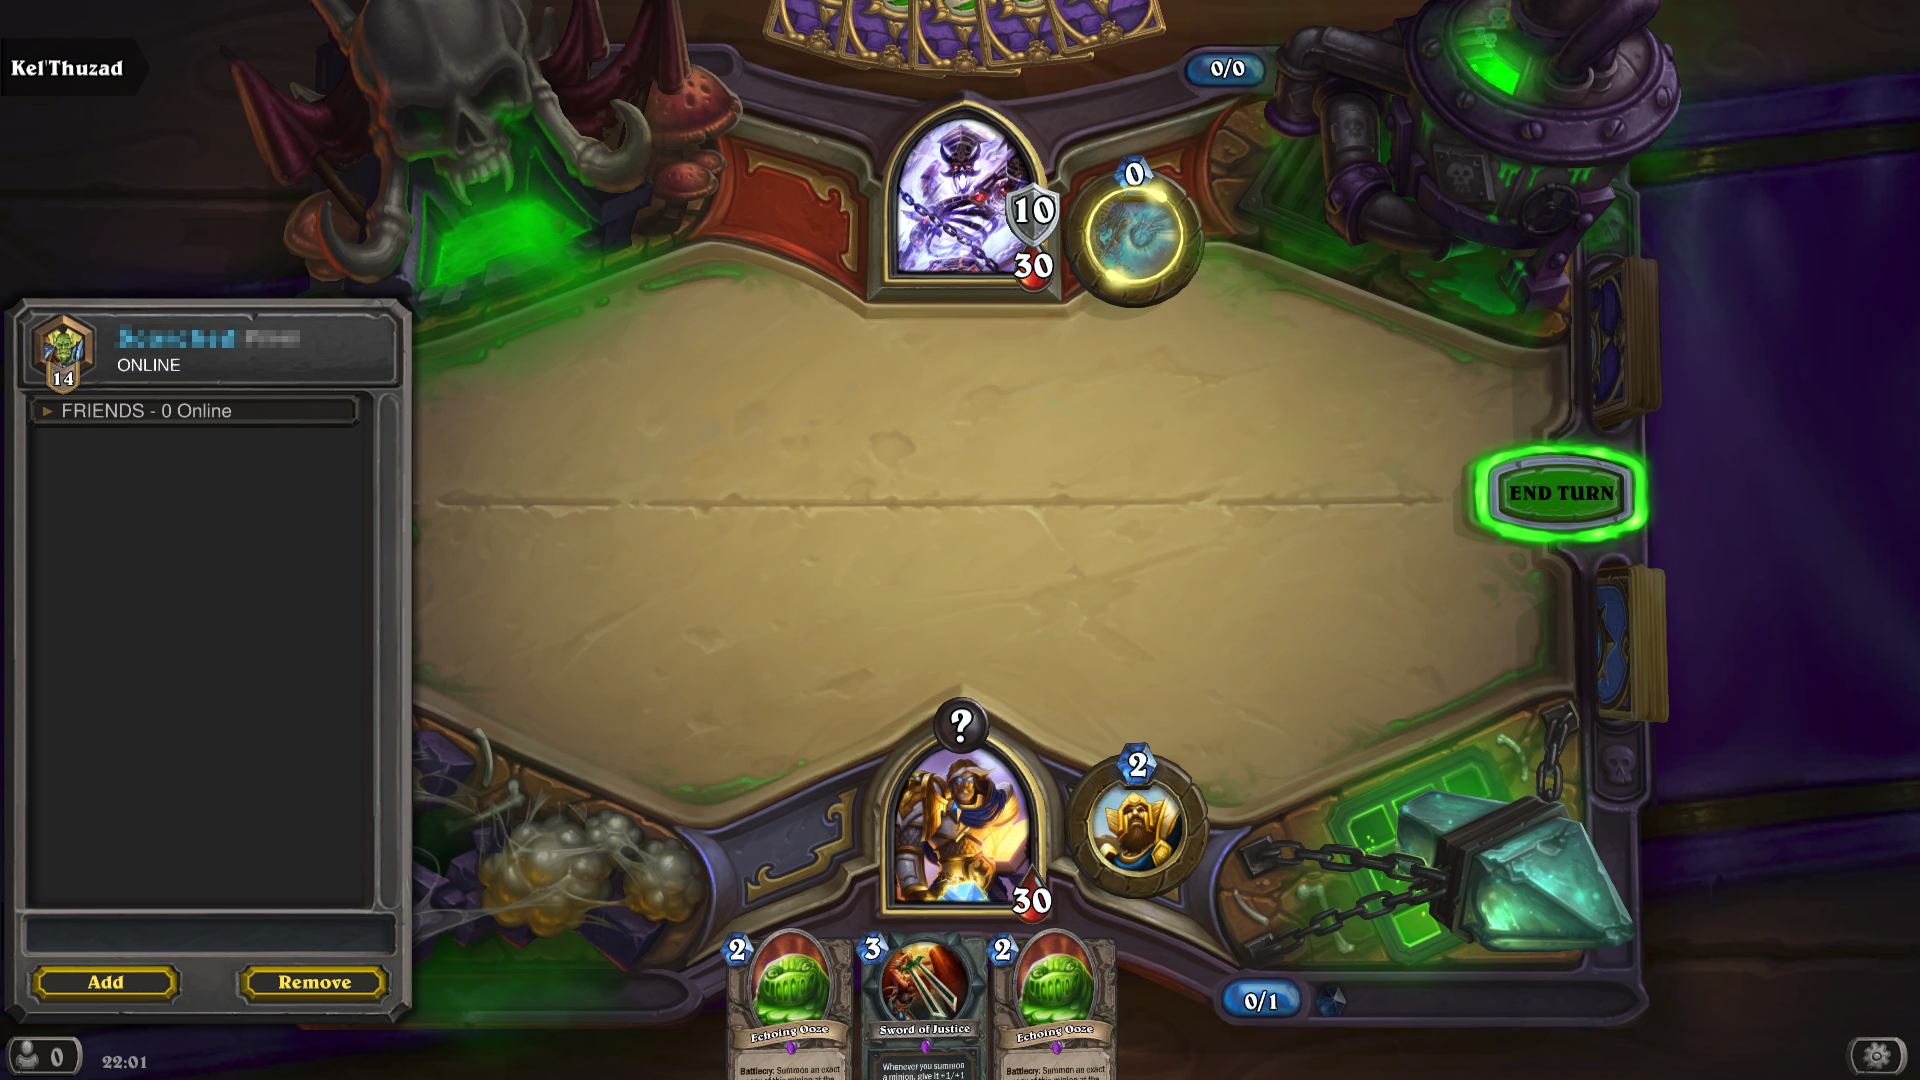 Kel'Thuzad
0/0
0
10
30
14
ONLINE
FRIENDS - 0 Online
END TURN
?
2
30
Add
Remove
2
3
2
Echoing Ooze
Sword of Justice
Echoing Ooze
Battlecry: Summon an exact
Whenever you summon
a minion, give it +1/+1
Battlecry: Summon an exact
0/1
0
22:01